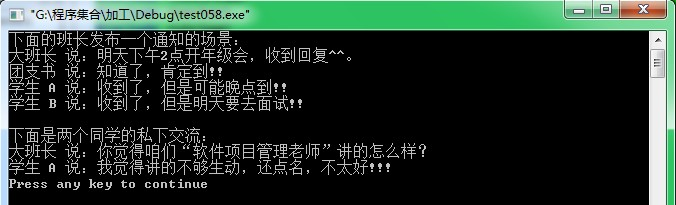 "G:\程序集合\加工\Debug\test058.exe"
下面的班长发布一个通知的场景：
大班长 说：明天下午2点开年级会，收到回复^^。
团支书 说：知道了，肯定到!!
学生 A 说：收到了，但是可能晚点到!!
学生 B 说：收到了，但是明天要去面试!!
下面是两个同学的私下交流：
大班长 说：你觉得咱们“软件项目管理老师”讲的怎么样？
学生 A 说：我觉得讲的不够生动，还点名，不太好!!!
Press any key to continue